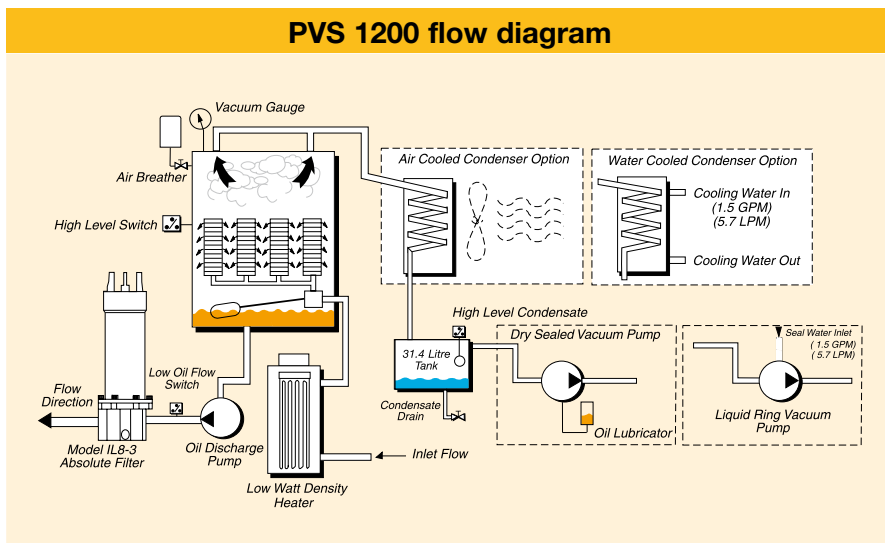 PVS 1200 flow diagram
Vacuum Gauge
Air Breather
High Level Switch
Air Cooled Condenser Option
Water Cooled Condenser Option
Cooling Water In
(1.5 GPM)
(5.7 LPM)
Cooling Water Out
High Level Condensate
31.4 Litre
Tank
Condensate
Drain
Dry Sealed Vacuum Pump
Oil Lubricator
Seal Water Inlet
( 1.5 GPM)
( 5.7 LPM)
Liquid Ring Vacuum
Pump
Low Oil Flow
Switch
Flow
Direction
Model IL8-3
Absolute Filter
Oil Discharge
Pump
Inlet Flow
Low Watt Density
Heater